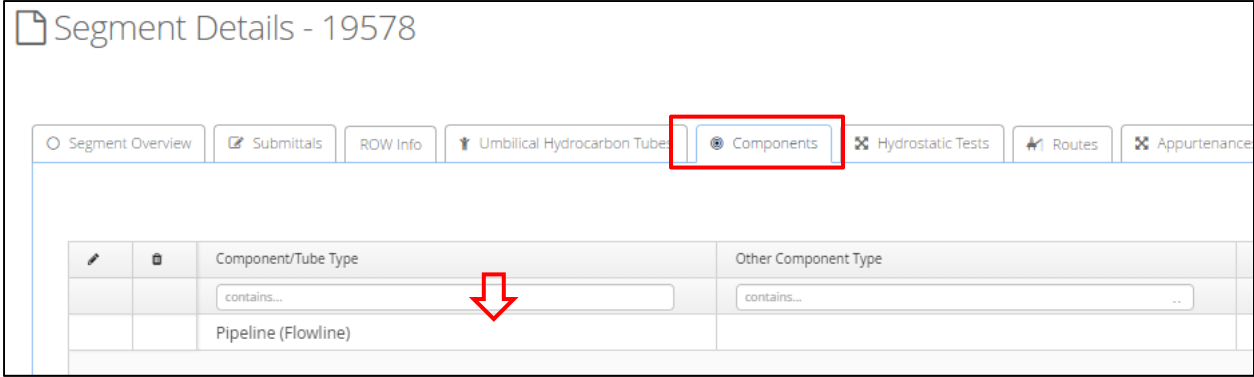 Segment Details - 19578
Segment Overview Submittals ROW Info Umbilical Hydrocarbon Tubes Components Hydrostatic Tests Routes Appurtenance
Component/Tube Type Other Component Type
contains... contains... ..
Pipeline (Flowline)